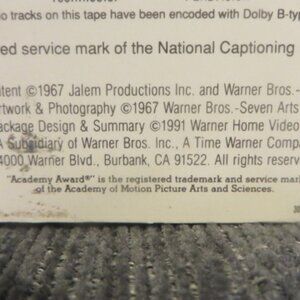 o tracks on this tape have been encoded with Dolby B-typ
ed service mark of the National Captioning
ntent ©1967 Jalem Productions Inc. and Warner Bros.-
rtwork & Photography ©1967 Warner Bros.-Seven Arts
ackage Design & Summary ©1991 Warner Home Video
A Subsidiary of Warner Bros. Inc., A Time Warner Compa
4000 Warner Blvd., Burbank, CA 91522. All rights reserv
"Academy Award®" is the registered trademark and service mark
of the Academy of Motion Picture Arts and Sciences.